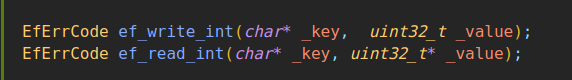 EfErrCode ef_write_int(char* _key,  uint32_t _value);
EfErrCode ef_read_int(char* _key, uint32_t* _value);